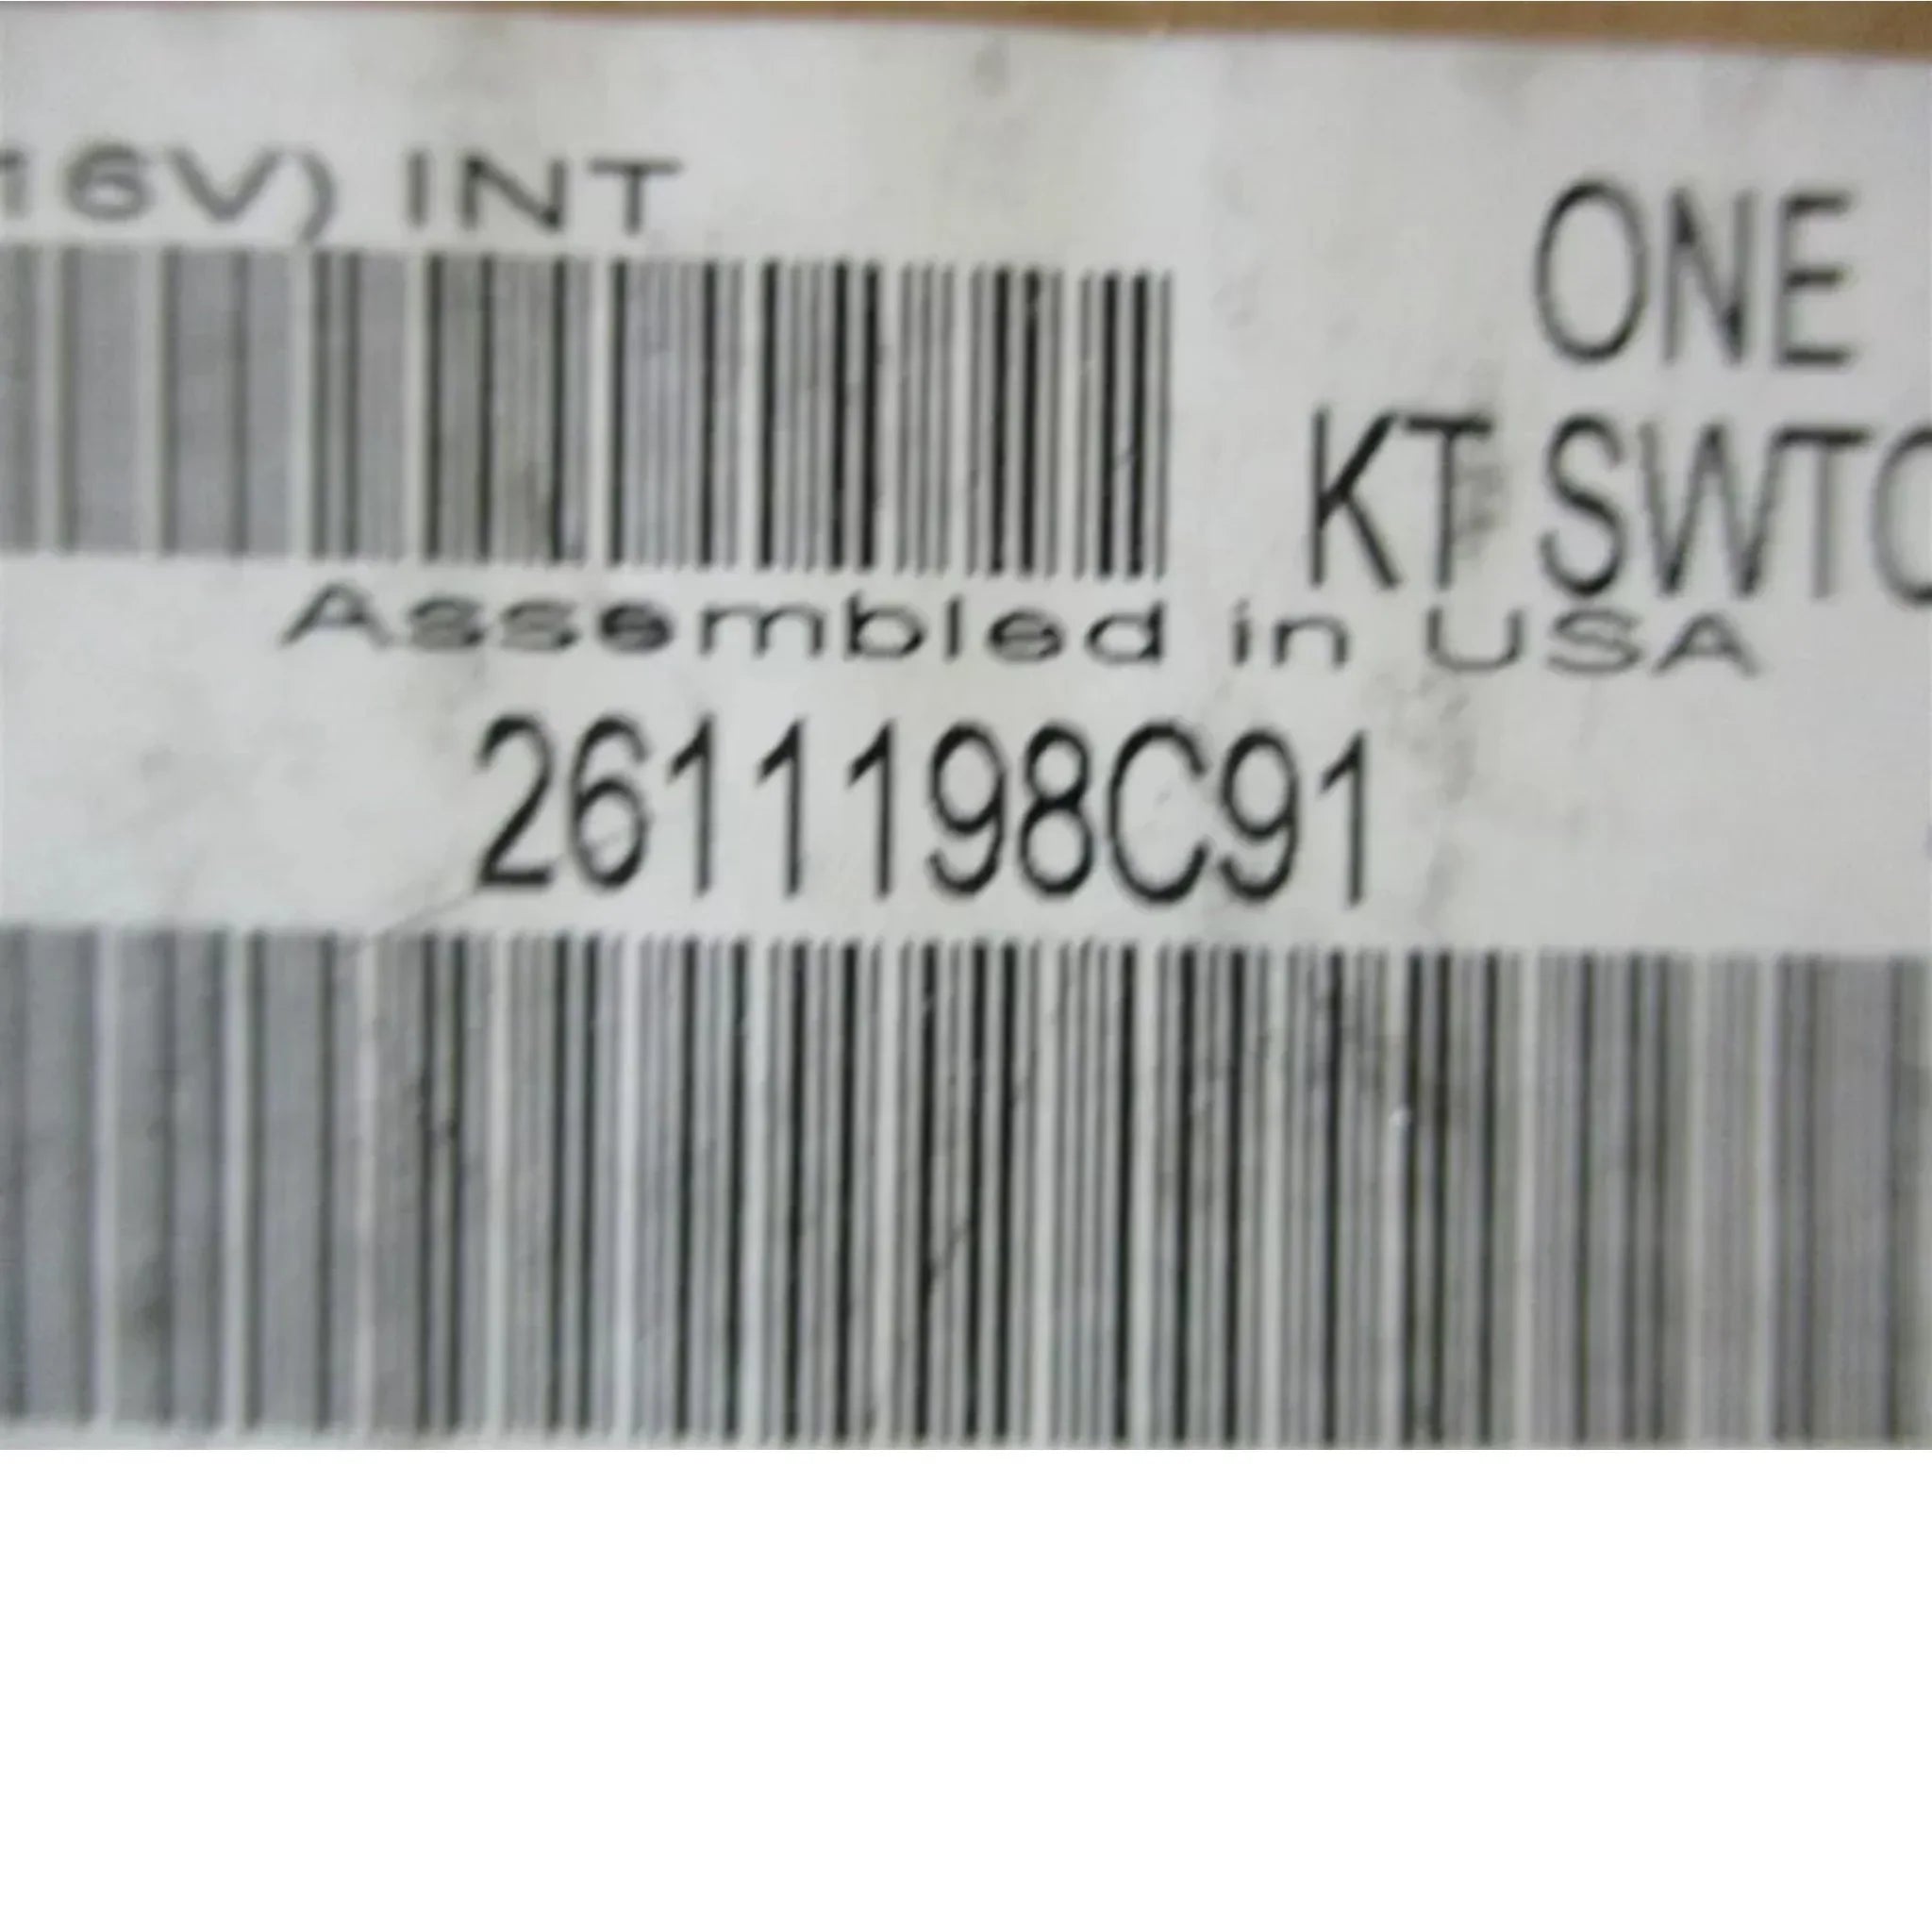 16V) INT
ONE
KT SWTC
Assembled in USA
2611198C91